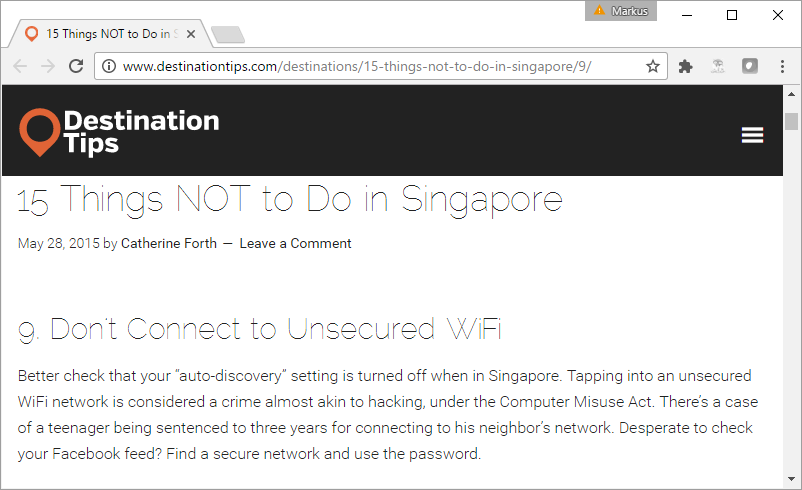 Markus
15 Things NOT to Do in S
www.destinationtips.com/destinations/15-things-not-to-do-in-singapore/9/
Destination
Tips
15 Things NOT to Do in Singapore
May 28, 2015 by Catherine Forth — Leave a Comment
9. Don't Connect to Unsecured WiFi
Better check that your “auto-discovery” setting is turned off when in Singapore. Tapping into an unsecured
WiFi network is considered a crime almost akin to hacking, under the Computer Misuse Act. There’s a case
of a teenager being sentenced to three years for connecting to his neighbor’s network. Desperate to check
your Facebook feed? Find a secure network and use the password.